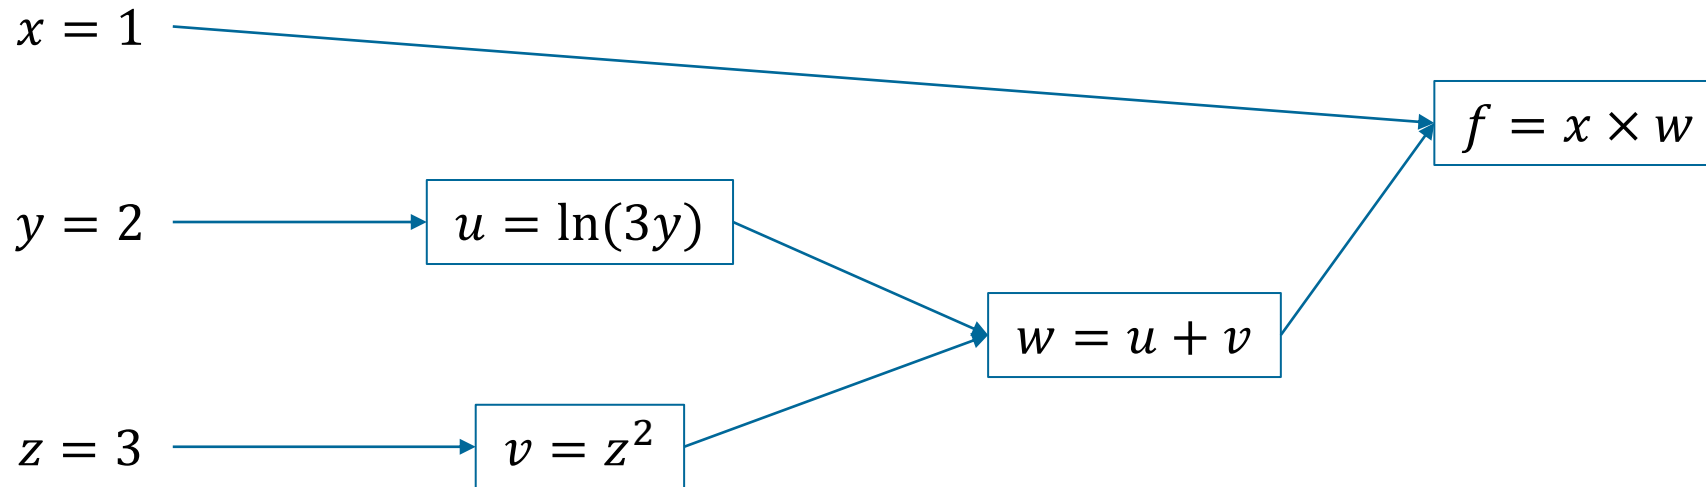 x = 1
f = x × w
y = 2
u = ln(3y)
w = u + v
z = 3
v = z²